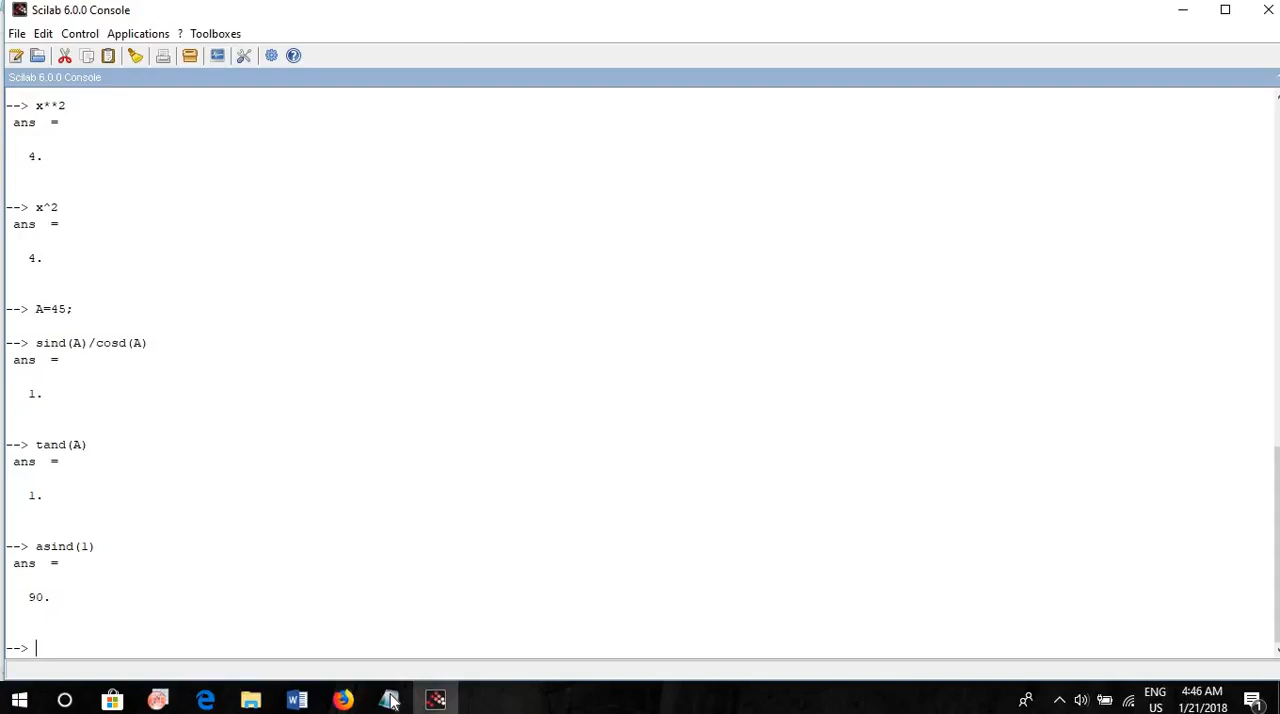 Scilab 6.0.0 Console
File Edit Control Applications ? Toolboxes
Scilab 6.0.0 Console
--> x**2
ans  =
4.
--> x^2
ans  =
4.
--> A=45;
--> sind(A)/cosd(A)
ans  =
1.
--> tand(A)
ans  =
1.
--> asind(1)
ans  =
90.
-->
ENG
US
4:46 AM
1/21/2018
1